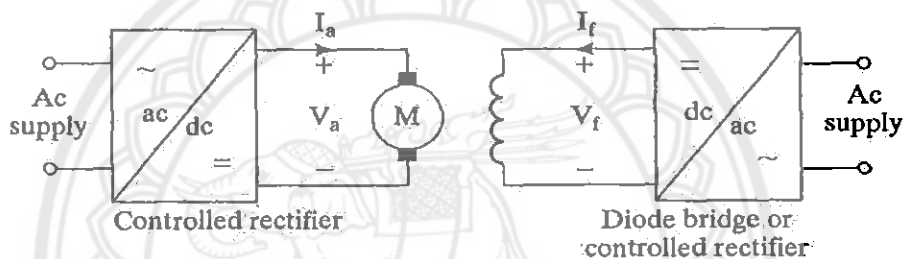 Ac
supply
~
ac
dc
=
Controlled rectifier
I_a
+
V_a
−
M
I_f
+
V_f
−
=
dc
ac
~
Diode bridge or
controlled rectifier
Ac
supply